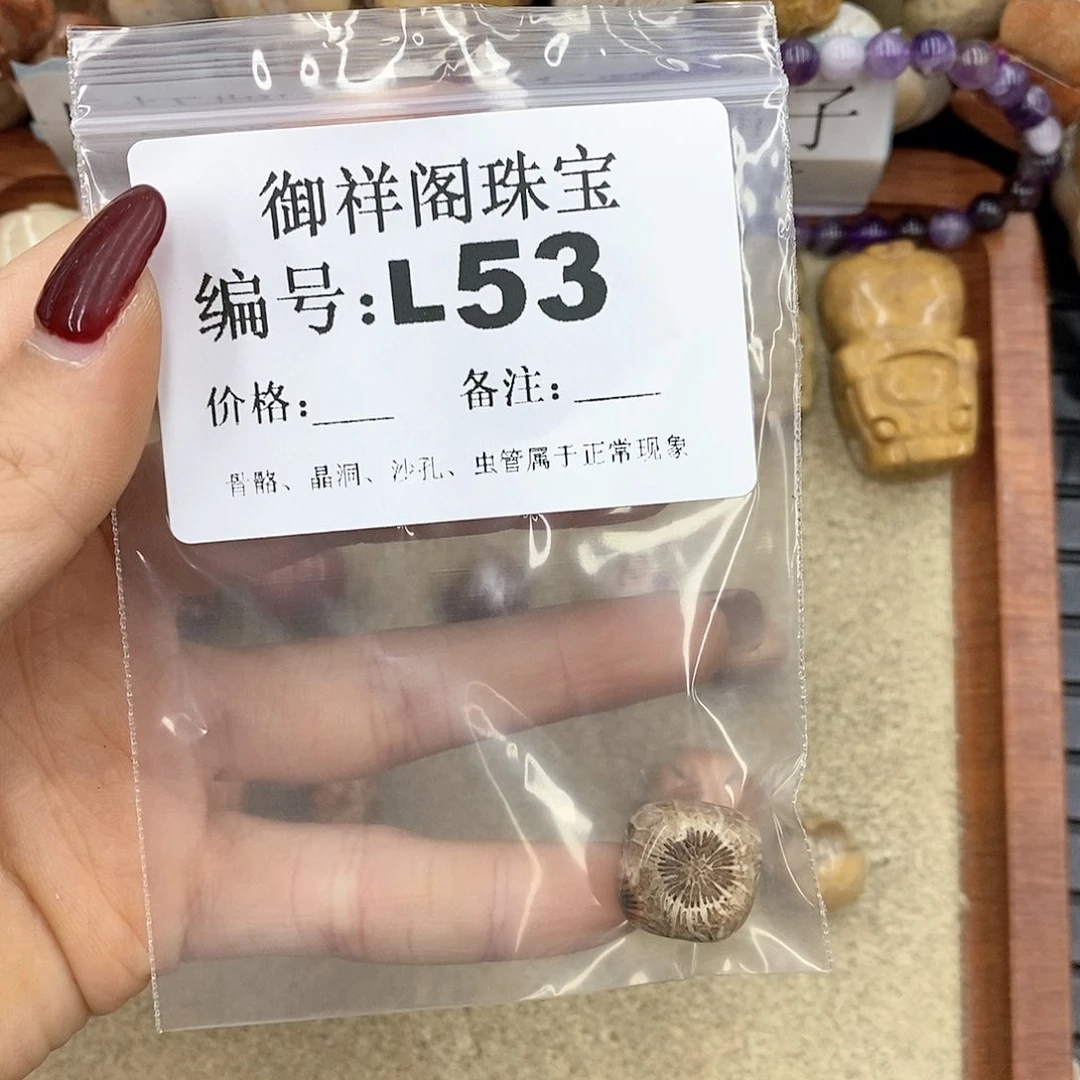 御祥阁珠宝
编号:L53
价格:____ 备注:____
骨骼、晶洞、沙孔、虫管属于正常现象
子